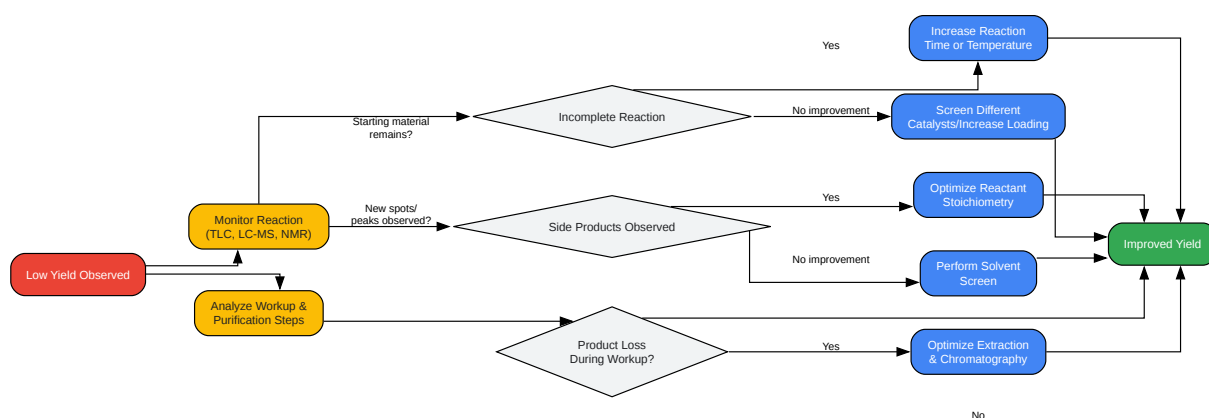 Increase Reaction
Time or Temperature
Yes
Incomplete Reaction
No improvement
Screen Different
Catalysts/Increase Loading
Starting material
remains?
Monitor Reaction
(TLC, LC-MS, NMR)
New spots/
peaks observed?
Side Products Observed
Yes
Optimize Reactant
Stoichiometry
Improved Yield
No improvement
Perform Solvent
Screen
Low Yield Observed
Analyze Workup &
Purification Steps
Product Loss
During Workup?
Yes
Optimize Extraction
& Chromatography
No